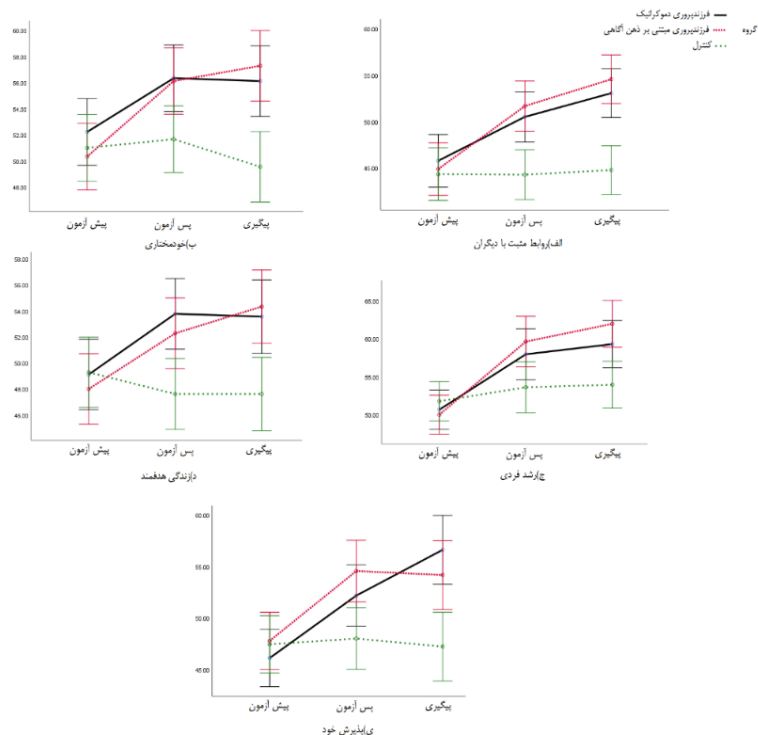 فرزندپروری دموکراتیک
گروه فرزندپروری مبتنی بر ذهن آگاهی
کنترل
60.00
55.00
50.00
45.00
پیش آزمون پس آزمون پیگیری
الف)روابط مثبت با دیگران
60.00
58.00
56.00
54.00
52.00
50.00
48.00
پیش آزمون پس آزمون پیگیری
ب)خودمختاری
65.00
60.00
55.00
50.00
پیش آزمون پس آزمون پیگیری
ج)رشد فردی
58.00
56.00
54.00
52.00
50.00
48.00
46.00
پیش آزمون پس آزمون پیگیری
د)زندگی هدفمند
60.00
55.00
50.00
45.00
پیش آزمون پس آزمون پیگیری
ی)پذیرش خود